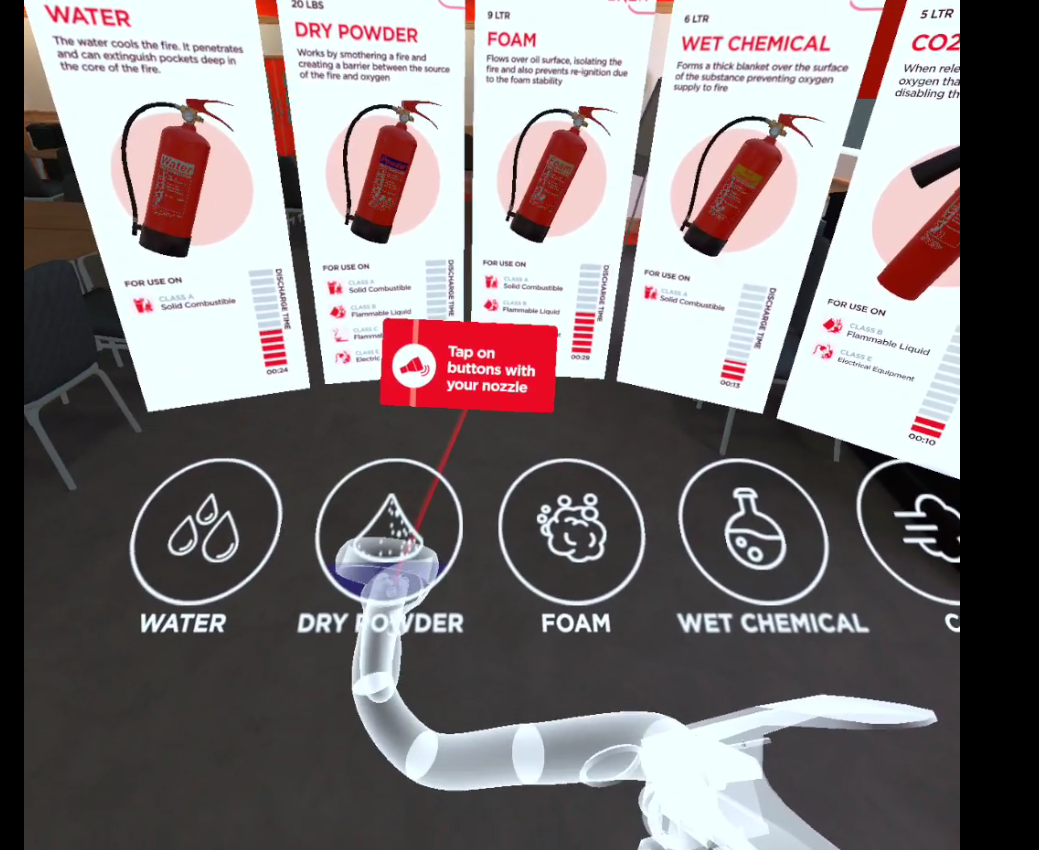 WATER
The water cools the fire. It penetrates
and can extinguish pockets deep in
the core of the fire.
Water
FOR USE ON
CLASS A
Solid Combustible
DISCHARGE TIME
00:24
20 LBS
DRY POWDER
Works by smothering a fire and
creating a barrier between the source
of the fire and oxygen
Powder
FOR USE ON
CLASS A
Solid Combustible
CLASS B
Flammable Liquid
CLASS C
CLASS E
DISCHARGE TIME
9 LTR
FOAM
Flows over oil surface, isolating the
fire and also prevents re-ignition due
to the foam stability
Foam
FOR USE ON
CLASS A
Solid Combustible
CLASS B
Flammable Liquid
DISCHARGE TIME
00:29
6 LTR
WET CHEMICAL
Forms a thick blanket over the surface
of the substance preventing oxygen
supply to fire
FOR USE ON
CLASS A
Solid Combustible
DISCHARGE TIME
00:13
5 LTR
CO2
When
oxygen
disabling
FOR USE ON
CLASS B
Flammable Liquid
CLASS E
Electrical Equipment
00:10
Tap on
buttons with
your nozzle
WATER
DRY POWDER
FOAM
WET CHEMICAL